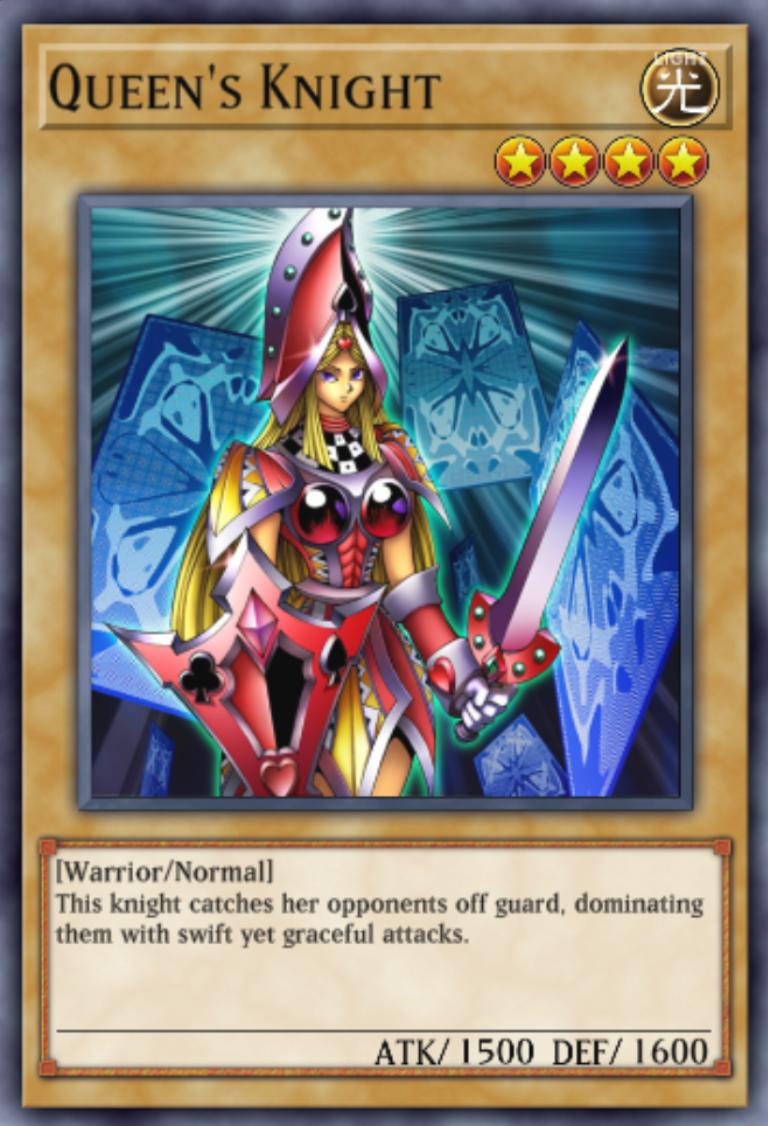 Queen's Knight
LIGHT
光
[Warrior/Normal]
This knight catches her opponents off guard, dominating
them with swift yet graceful attacks.
ATK/ 1500 DEF/ 1600